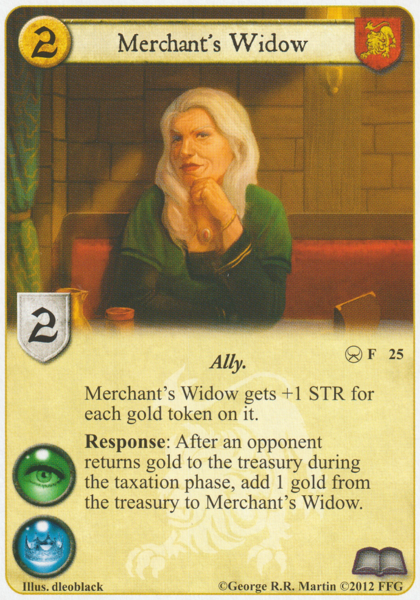 2
Merchant's Widow
2
Ally.
F 25
Merchant's Widow gets +1 STR for
each gold token on it.
Response: After an opponent
returns gold to the treasury during
the taxation phase, add 1 gold from
the treasury to Merchant's Widow.
Illus. dleoblack
©George R.R. Martin ©2012 FFG